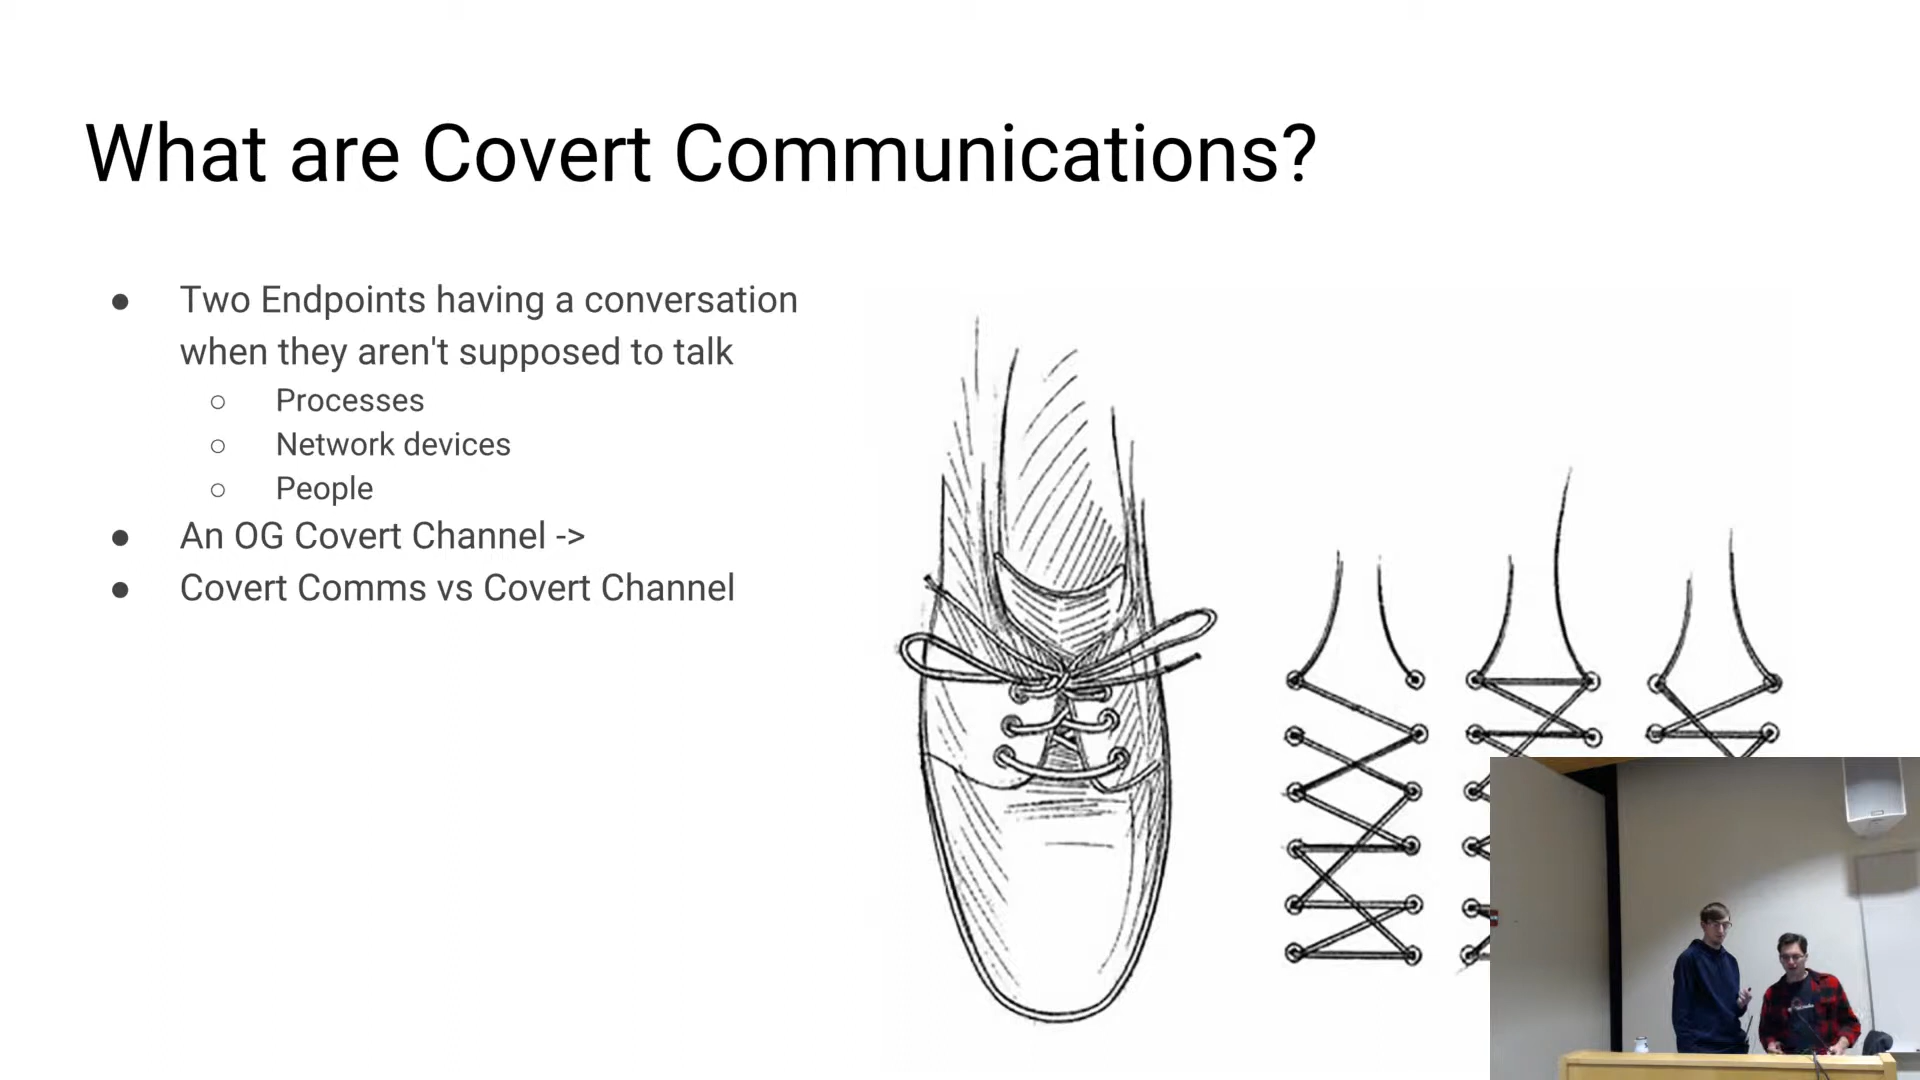 What are Covert Communications?
● Two Endpoints having a conversation
when they aren't supposed to talk
○ Processes
○ Network devices
○ People
● An OG Covert Channel ->
● Covert Comms vs Covert Channel